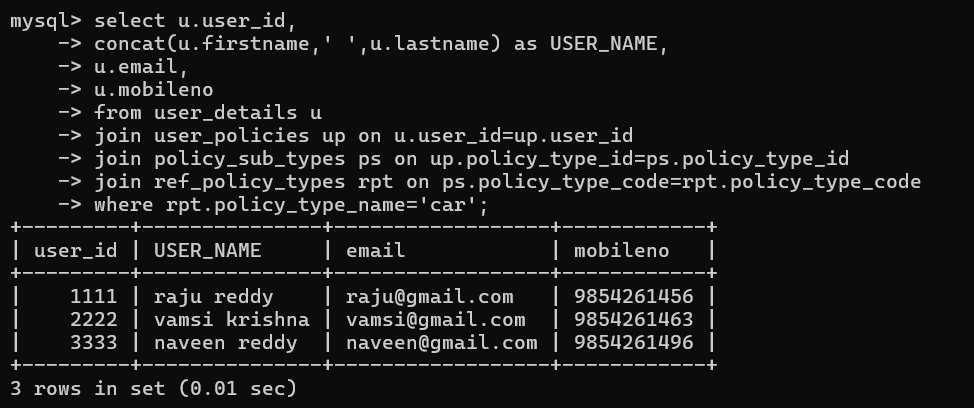 mysql> select u.user_id,
    -> concat(u.firstname,' ',u.lastname) as USER_NAME,
    -> u.email,
    -> u.mobileno
    -> from user_details u
    -> join user_policies up on u.user_id=up.user_id
    -> join policy_sub_types ps on up.policy_type_id=ps.policy_type_id
    -> join ref_policy_types rpt on ps.policy_type_code=rpt.policy_type_code
    -> where rpt.policy_type_name='car';
+---------+---------------+------------------+------------+
| user_id | USER_NAME     | email            | mobileno   |
+---------+---------------+------------------+------------+
|    1111 | raju reddy    | raju@gmail.com   | 9854261456 |
|    2222 | vamsi krishna | vamsi@gmail.com  | 9854261463 |
|    3333 | naveen reddy  | naveen@gmail.com | 9854261496 |
+---------+---------------+------------------+------------+
3 rows in set (0.01 sec)